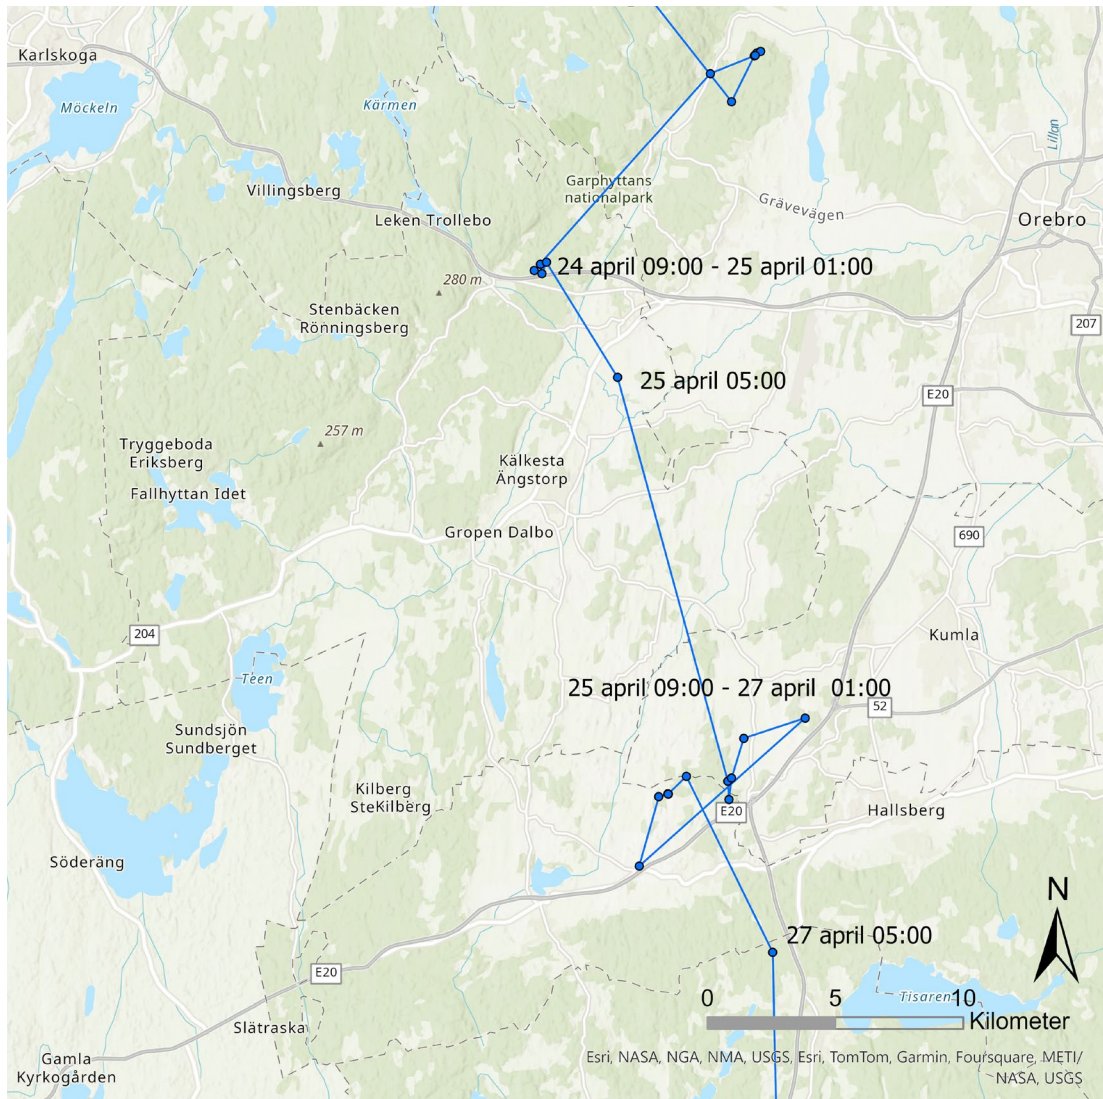 Karlskoga
Möckeln
Kärmen
Lillån
Villingsberg
Garphyttans
nationalpark
Grävevägen
Leken Trollebo
Orebro
24 april 09:00 - 25 april 01:00
280 m
Stenbäcken
Rönningsberg
207
25 april 05:00
E20
257 m
Tryggeboda
Eriksberg
Kälkesta
Ängstorp
Fallhyttan Idet
Gropen Dalbo
690
204
Kumla
Teen
25 april 09:00 - 27 april 01:00
52
Sundsjön
Sundberget
Kilberg
SteKilberg
E20
Hallsberg
Söderäng
N
27 april 05:00
E20
Tisaren
0 5 10
Kilometer
Slätraska
Gamla
Kyrkogården
Esri, NASA, NGA, NMA, USGS, Esri, TomTom, Garmin, Foursquare, METI/
NASA, USGS